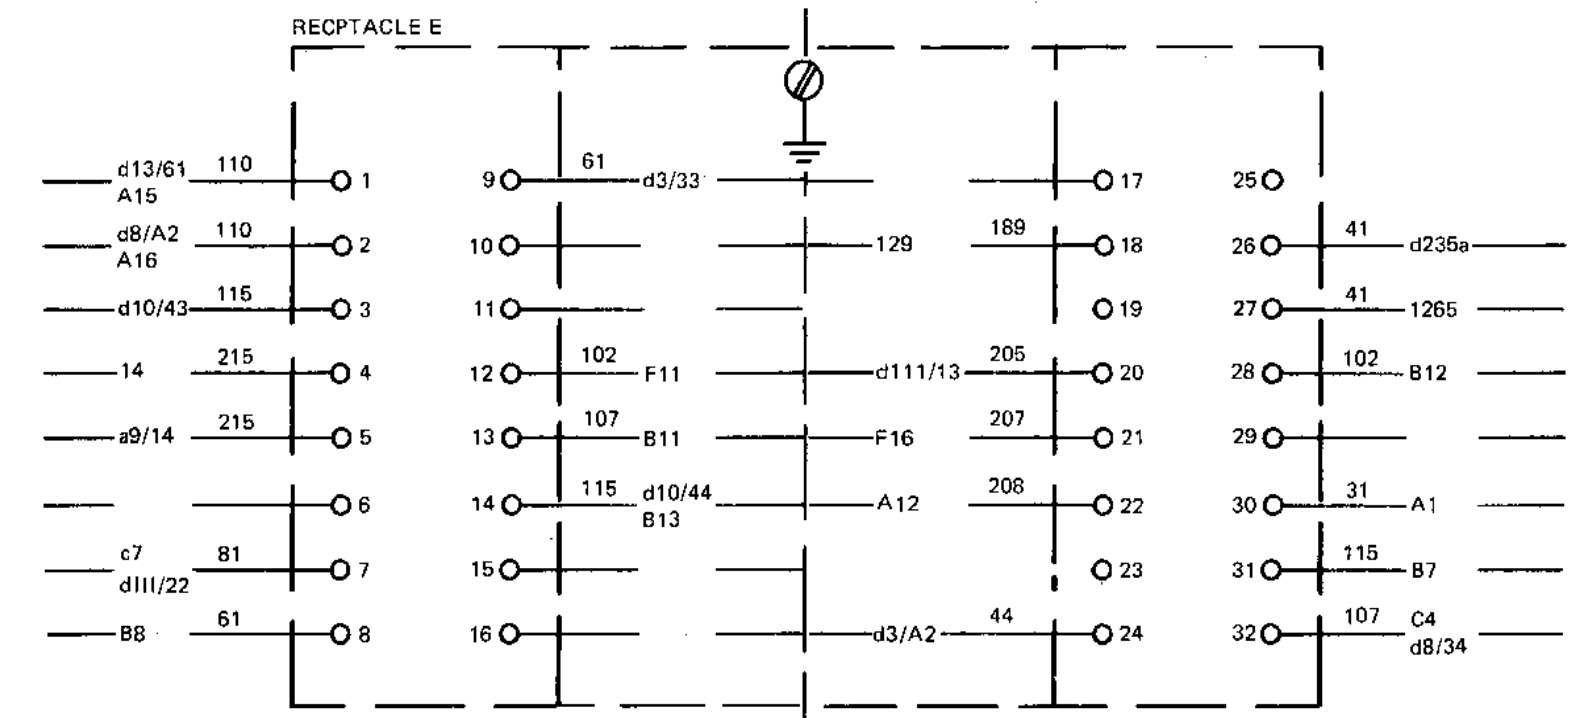 RECPTACLE E
d13/61 110 1 9 61 d3/33 17 25
A15
d8/A2 110 2 10 129 189 18 26 41 d235a
A16
d10/43 115 3 11 19 27 41 1265
14 215 4 12 102 F11 d111/13 205 20 28 102 B12
a9/14 215 5 13 107 B11 F16 207 21 29
6 14 115 d10/44 A12 208 22 30 31 A1
B13
c7 81 7 15 23 31 115 B7
dIII/22
B8 61 8 16 d3/A2 44 24 32 107 C4
d8/34